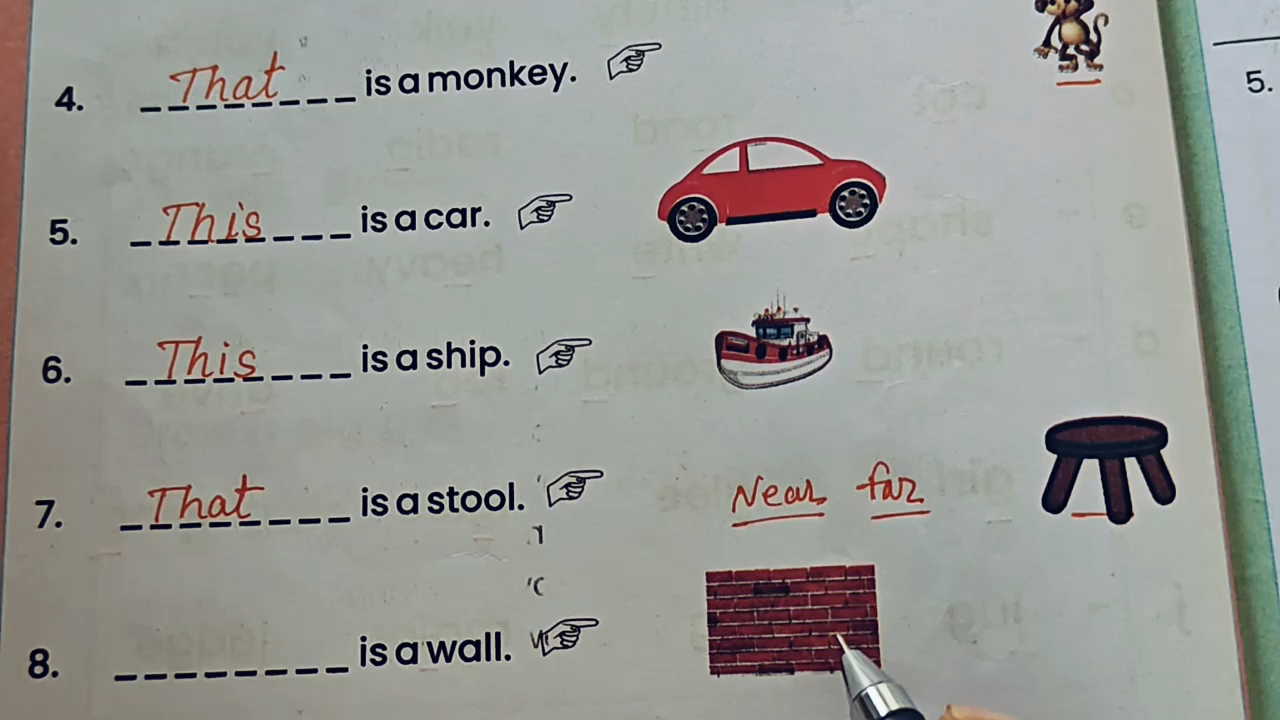 4. That is a monkey.
5.
5. This is a car.
6. This is a ship.
7. That is a stool. Near far
8. is a wall.